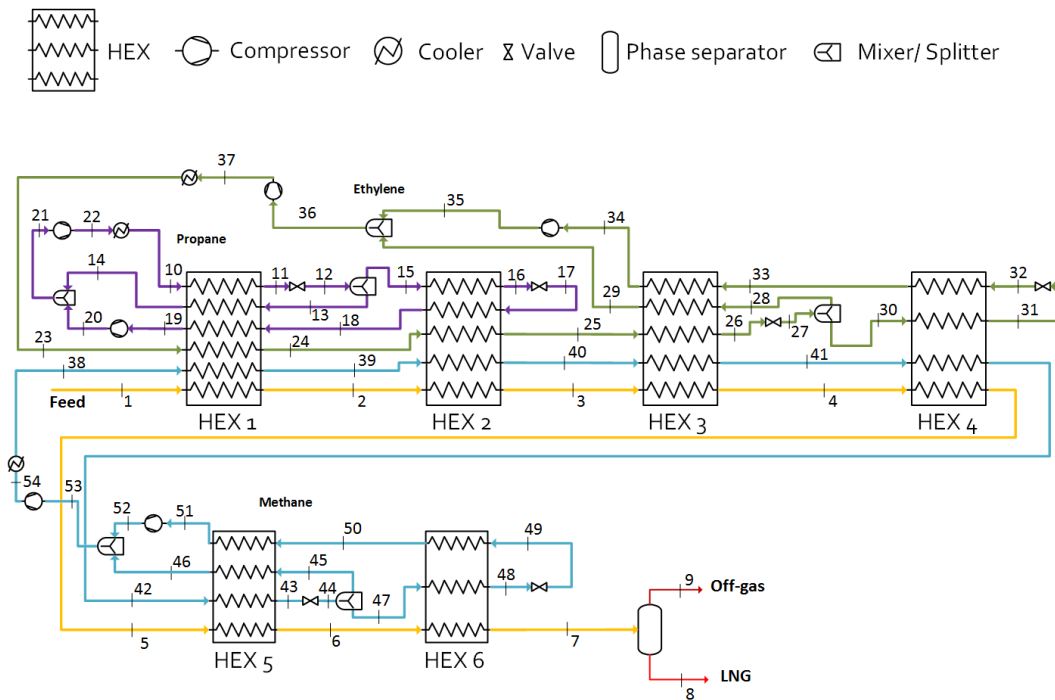 HEX Compressor Cooler Valve Phase separator Mixer/ Splitter
37
Ethylene
35
36
34
21 22
Propane
14
10 11 12 15 16 17
29 33 32
28
13 18
20 19
26 27 30 31
25
23 24
38 39 40 41
Feed 1 2 3 4
HEX 1 HEX 2 HEX 3 HEX 4
54 53
Methane
52 51 50 49
46 45
42 43 44 47 48
9 Off-gas
5 6 7
HEX 5 HEX 6
8 LNG